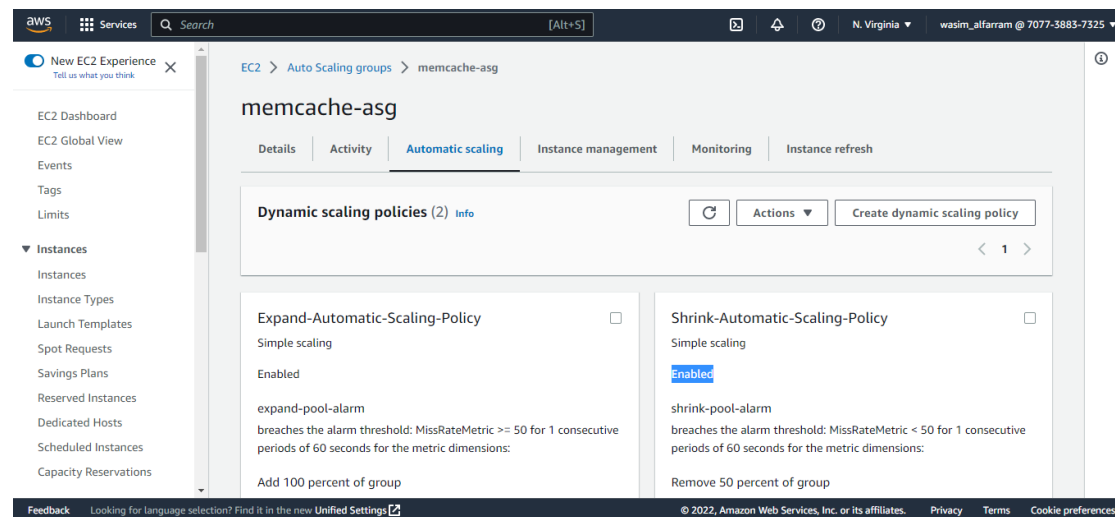 aws
Services
Search
[Alt+S]
N. Virginia
wasim_alfarram @ 7077-3883-7325
New EC2 Experience
Tell us what you think
EC2 Dashboard
EC2 Global View
Events
Tags
Limits
Instances
Instances
Instance Types
Launch Templates
Spot Requests
Savings Plans
Reserved Instances
Dedicated Hosts
Scheduled Instances
Capacity Reservations
EC2 > Auto Scaling groups > memcache-asg
memcache-asg
Details Activity Automatic scaling Instance management Monitoring Instance refresh
Dynamic scaling policies (2) Info
Actions
Create dynamic scaling policy
< 1 >
Expand-Automatic-Scaling-Policy
Simple scaling
Enabled
expand-pool-alarm
breaches the alarm threshold: MissRateMetric >= 50 for 1 consecutive
periods of 60 seconds for the metric dimensions:
Add 100 percent of group
Shrink-Automatic-Scaling-Policy
Simple scaling
Enabled
shrink-pool-alarm
breaches the alarm threshold: MissRateMetric < 50 for 1 consecutive
periods of 60 seconds for the metric dimensions:
Remove 50 percent of group
Feedback
Looking for language selection? Find it in the new Unified Settings
© 2022, Amazon Web Services, Inc. or its affiliates.
Privacy
Terms
Cookie preferences